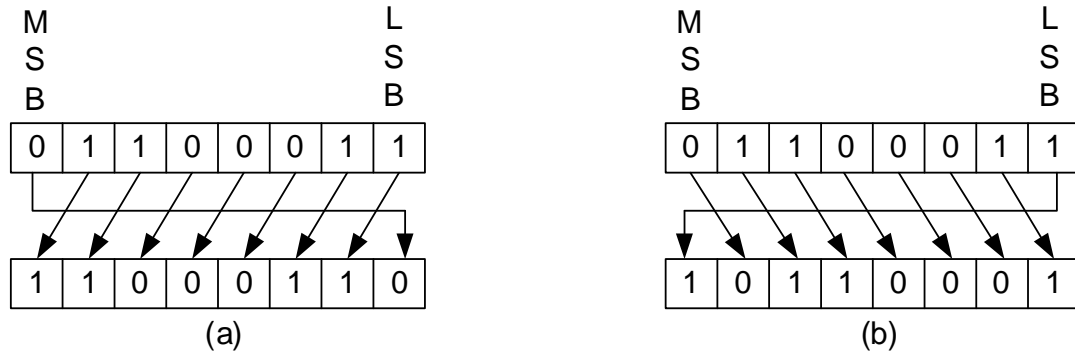 M L M L
S S S S
B B B B
0 1 1 0 0 0 1 1 0 1 1 0 0 0 1 1
1 1 0 0 0 1 1 0 1 0 1 1 0 0 0 1
(a) (b)